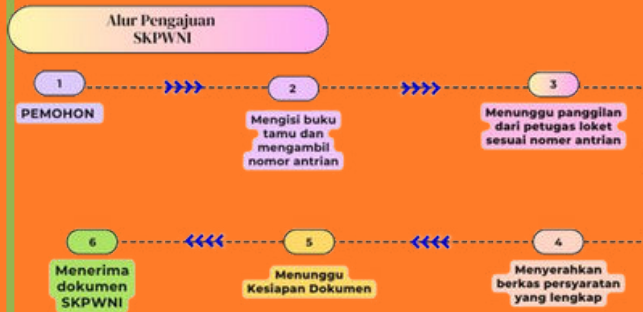 Alur Pengajuan
SKPWNI
1
PEMOHON
2
Mengisi buku
tamu dan
mengambil
nomor antrian
3
Menunggu panggilan
dari petugas loket
sesuai nomer antrian
4
Menyerahkan
berkas persyaratan
yang lengkap
5
Menunggu
Kesiapan Dokumen
6
Menerima
dokumen
SKPWNI